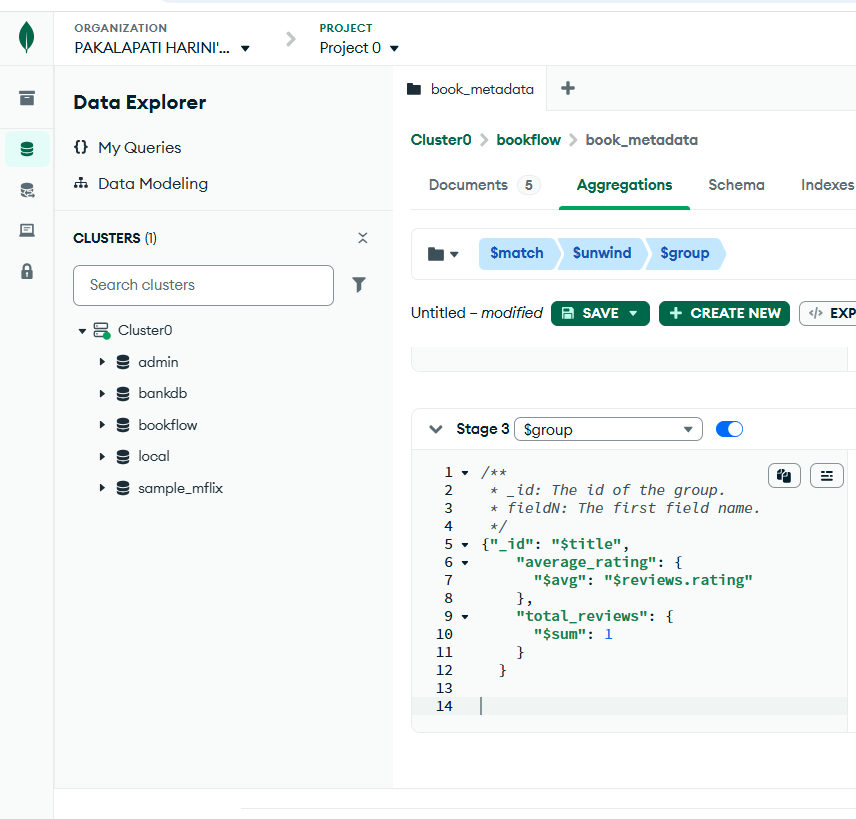 ORGANIZATION
PAKALAPATI HARINI'...
PROJECT
Project 0
Data Explorer
My Queries
Data Modeling
CLUSTERS (1)
Search clusters
Cluster0
admin
bankdb
bookflow
local
sample_mflix
book_metadata
Cluster0 > bookflow > book_metadata
Documents 5 Aggregations Schema Indexes
$match $unwind $group
Untitled – modified SAVE + CREATE NEW </> EXP
Stage 3 $group
1 /**
2 * _id: The id of the group.
3 * fieldN: The first field name.
4 */
5 {"_id": "$title",
6 "average_rating": {
7 "$avg": "$reviews.rating"
8 },
9 "total_reviews": {
10 "$sum": 1
11 }
12 }
13
14